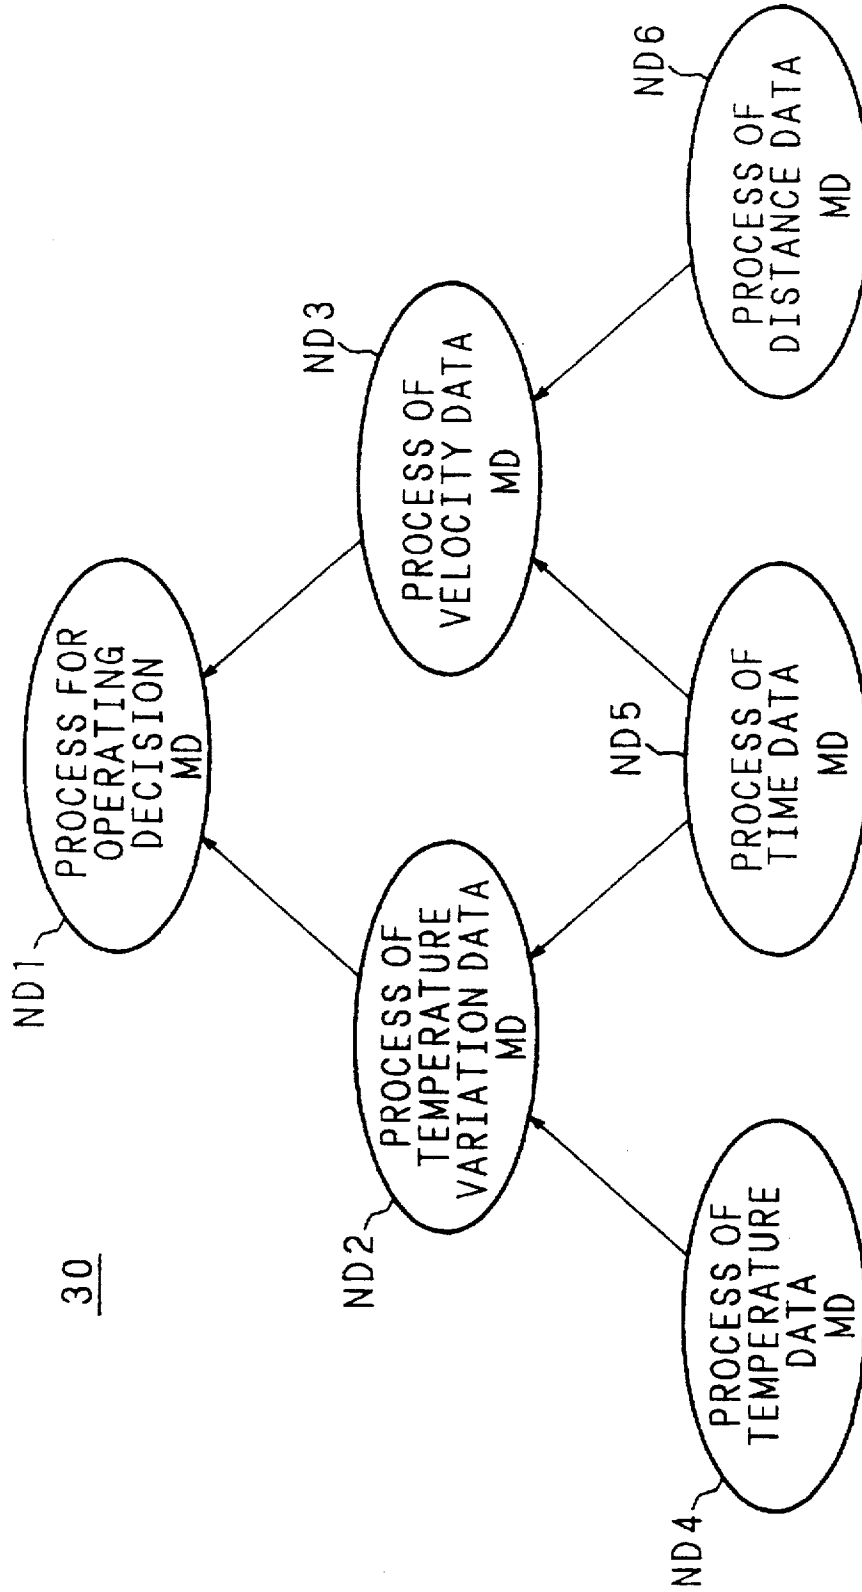 30
ND1
PROCESS FOR
OPERATING
DECISION
MD
ND2
PROCESS OF
TEMPERATURE
VARIATION DATA
MD
ND3
PROCESS OF
VELOCITY DATA
MD
ND4
PROCESS OF
TEMPERATURE
DATA
MD
ND5
PROCESS OF
TIME DATA
MD
ND6
PROCESS OF
DISTANCE DATA
MD